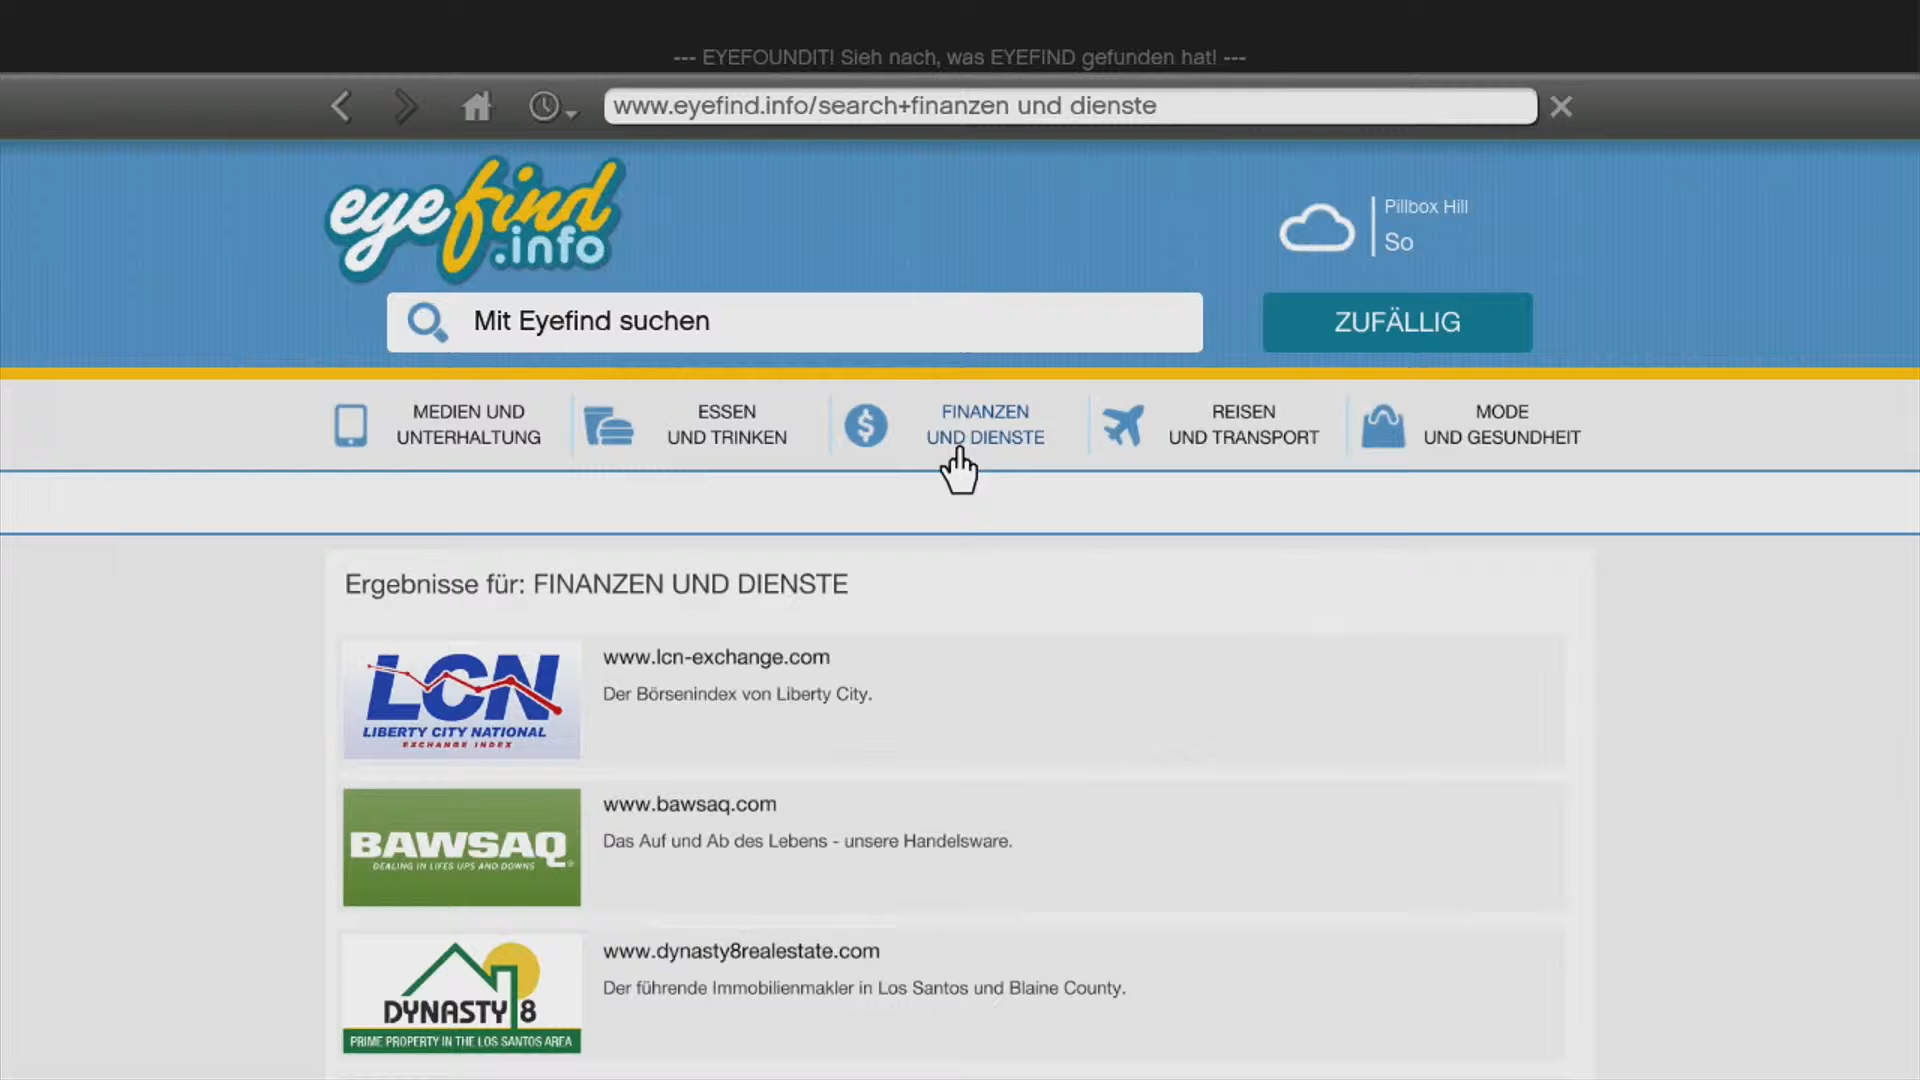 --- EYEFOUNDIT! Sieh nach, was EYEFIND gefunden hat! ---
www.eyefind.info/search+finanzen und dienste
eyefind
.info
Pillbox Hill
So
Mit Eyefind suchen
ZUFÄLLIG
MEDIEN UND
UNTERHALTUNG
ESSEN
UND TRINKEN
FINANZEN
UND DIENSTE
REISEN
UND TRANSPORT
MODE
UND GESUNDHEIT
Ergebnisse für: FINANZEN UND DIENSTE
LCN
LIBERTY CITY NATIONAL
EXCHANGE INDEX
www.lcn-exchange.com
Der Börsenindex von Liberty City.
BAWSAQ
DEALING IN LIFES UPS AND DOWNS
www.bawsaq.com
Das Auf und Ab des Lebens - unsere Handelsware.
DYNASTY 8
PRIME PROPERTY IN THE LOS SANTOS AREA
www.dynasty8realestate.com
Der führende Immobilienmakler in Los Santos und Blaine County.